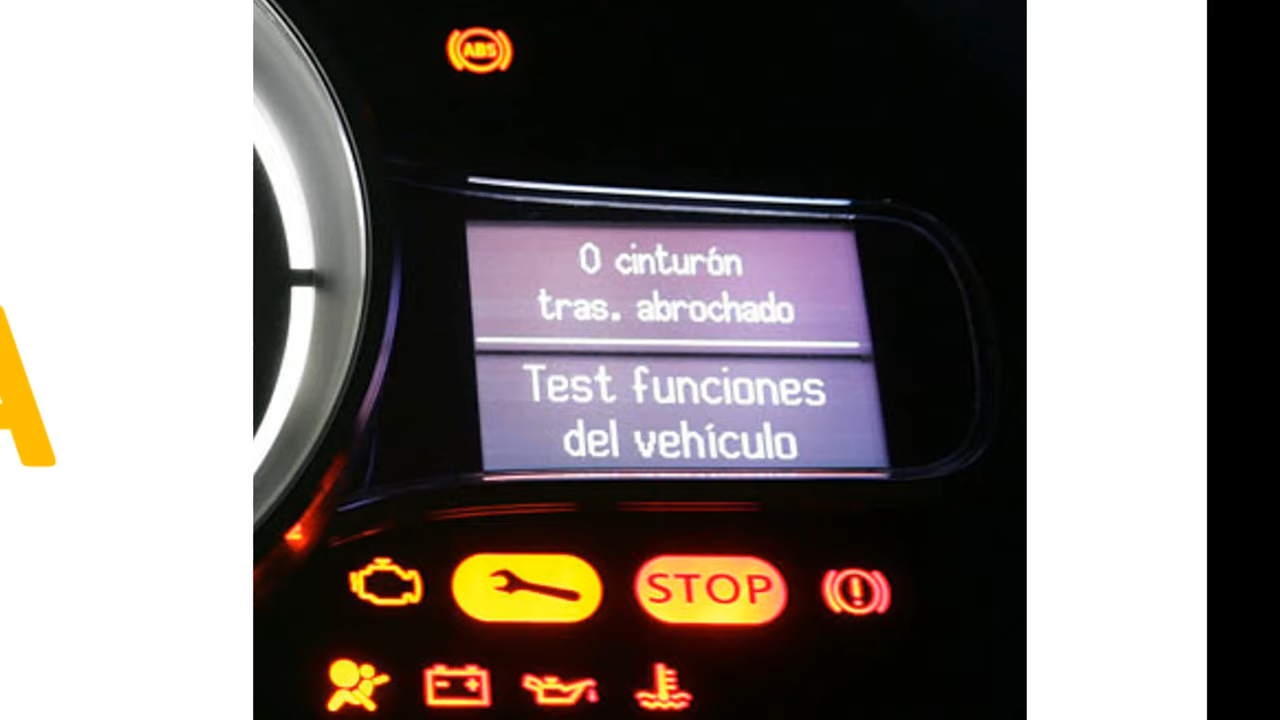 A
ABS
0 cinturón
tras. abrochado
Test funciones
del vehículo
STOP